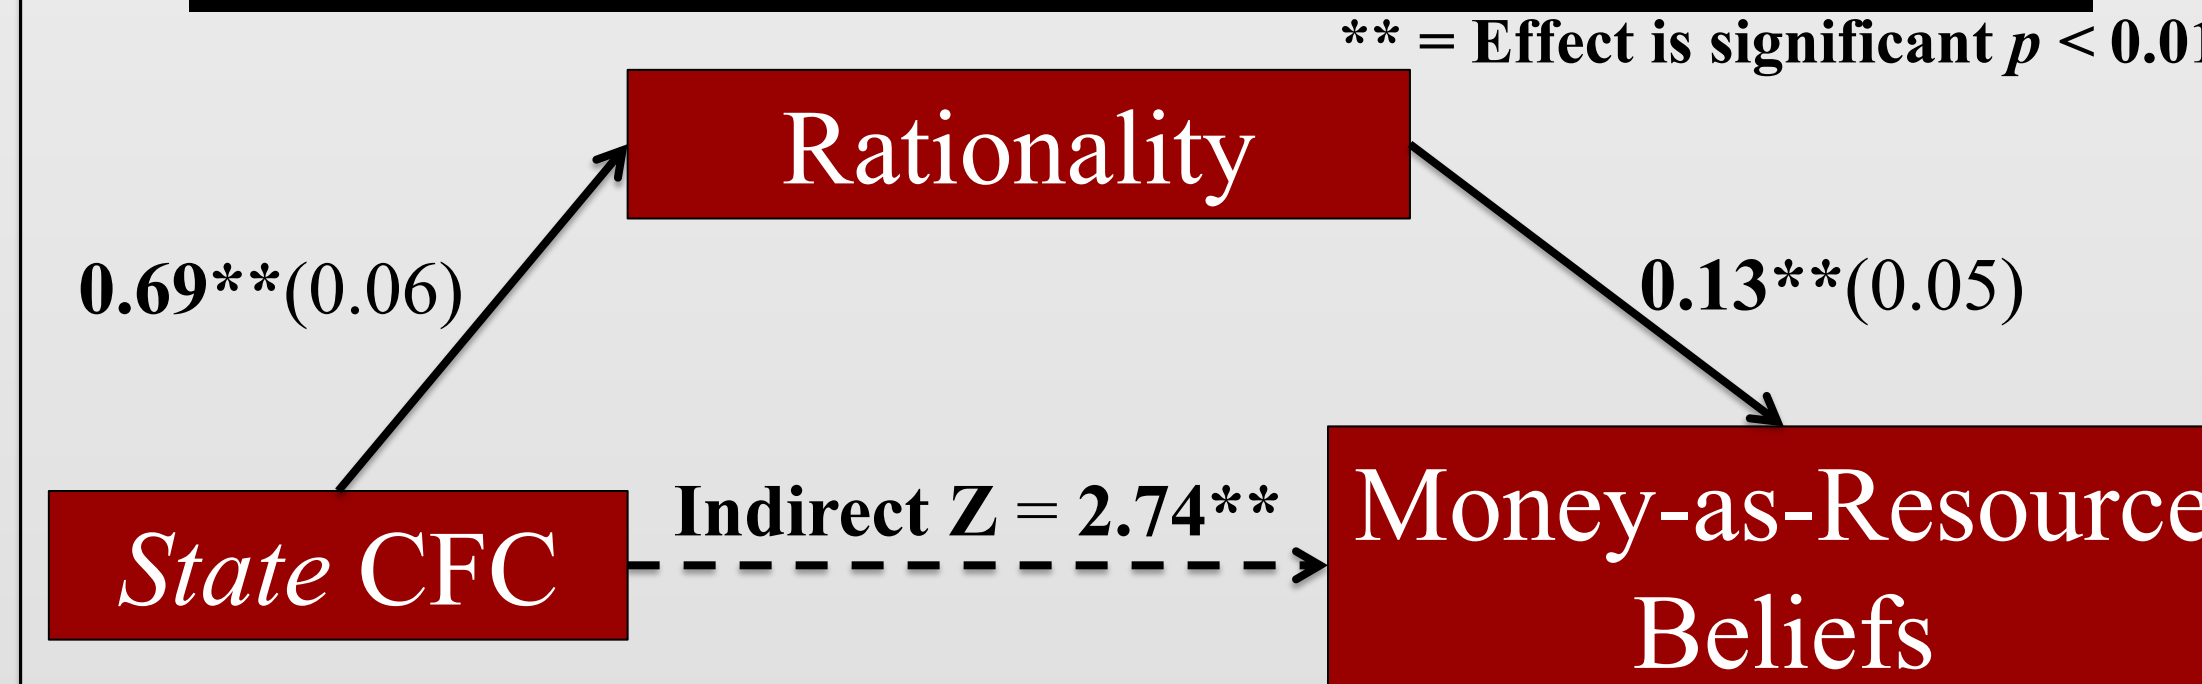 ** = Effect is significant p < 0.01
Rationality
0.69**(0.06)
0.13**(0.05)
Indirect Z = 2.74**
State CFC
Money-as-Resource
Beliefs